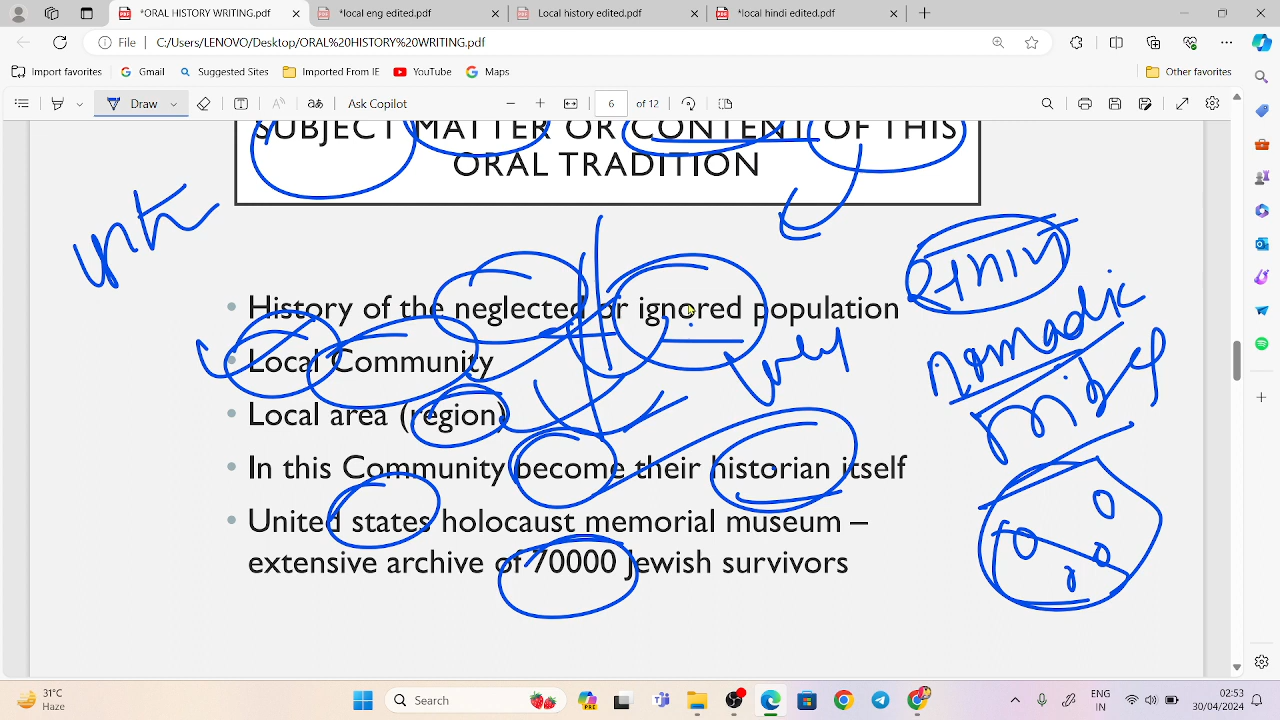 *ORAL HISTORY WRITING.pdf
*local eng edited.pdf
Local history edited.pdf
*local hindi edited.pdf
File
C:/Users/LENOVO/Desktop/ORAL%20HISTORY%20WRITING.pdf
Import favorites
Gmail
Suggested Sites
Imported From IE
YouTube
Maps
Other favorites
Draw
Ask Copilot
6 of 12
SUBJECT MATTER OR CONTENT OF THIS
ORAL TRADITION
• History of the neglected or ignored population
nomadic
• Local Community
• Local area (region)
• In this Community become their historian itself
• United states holocaust memorial museum –
extensive archive of 70000 Jewish survivors
31°C
Haze
Search
ENG
IN
02:53
30/04/2024